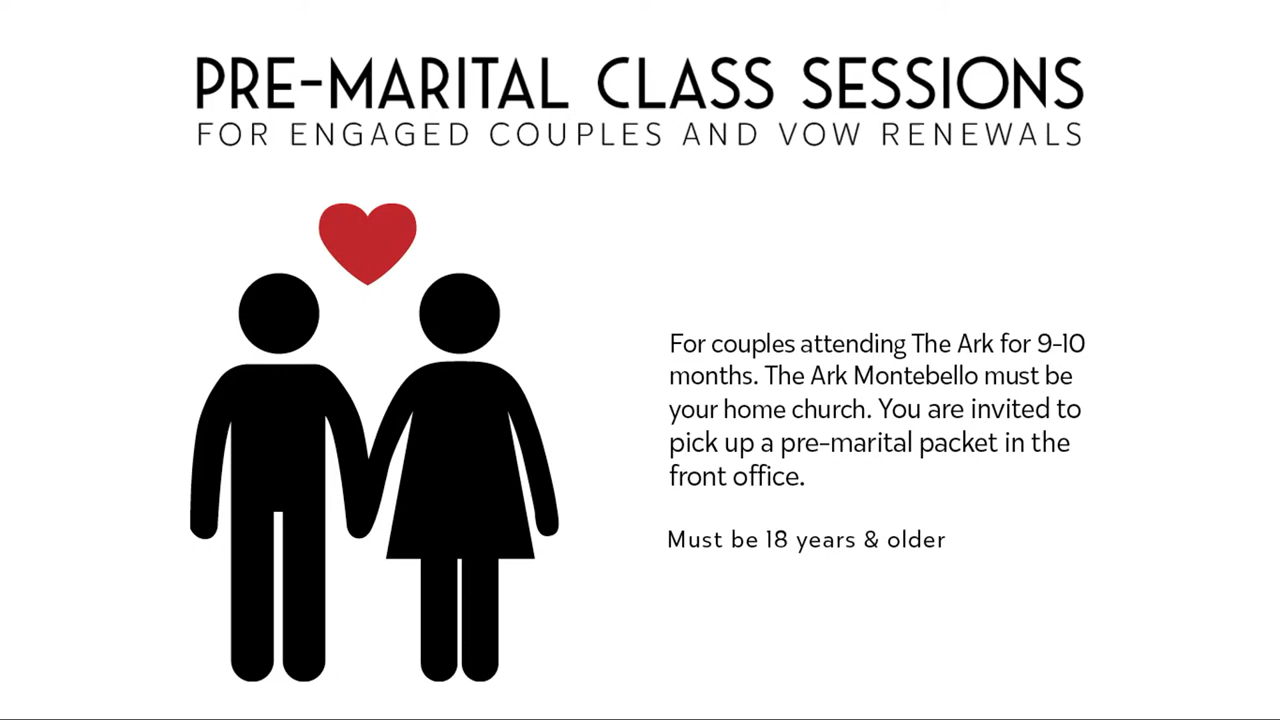 PRE-MARITAL CLASS SESSIONS
FOR ENGAGED COUPLES AND VOW RENEWALS
For couples attending The Ark for 9-10
months. The Ark Montebello must be
your home church. You are invited to
pick up a pre-marital packet in the
front office.
Must be 18 years & older